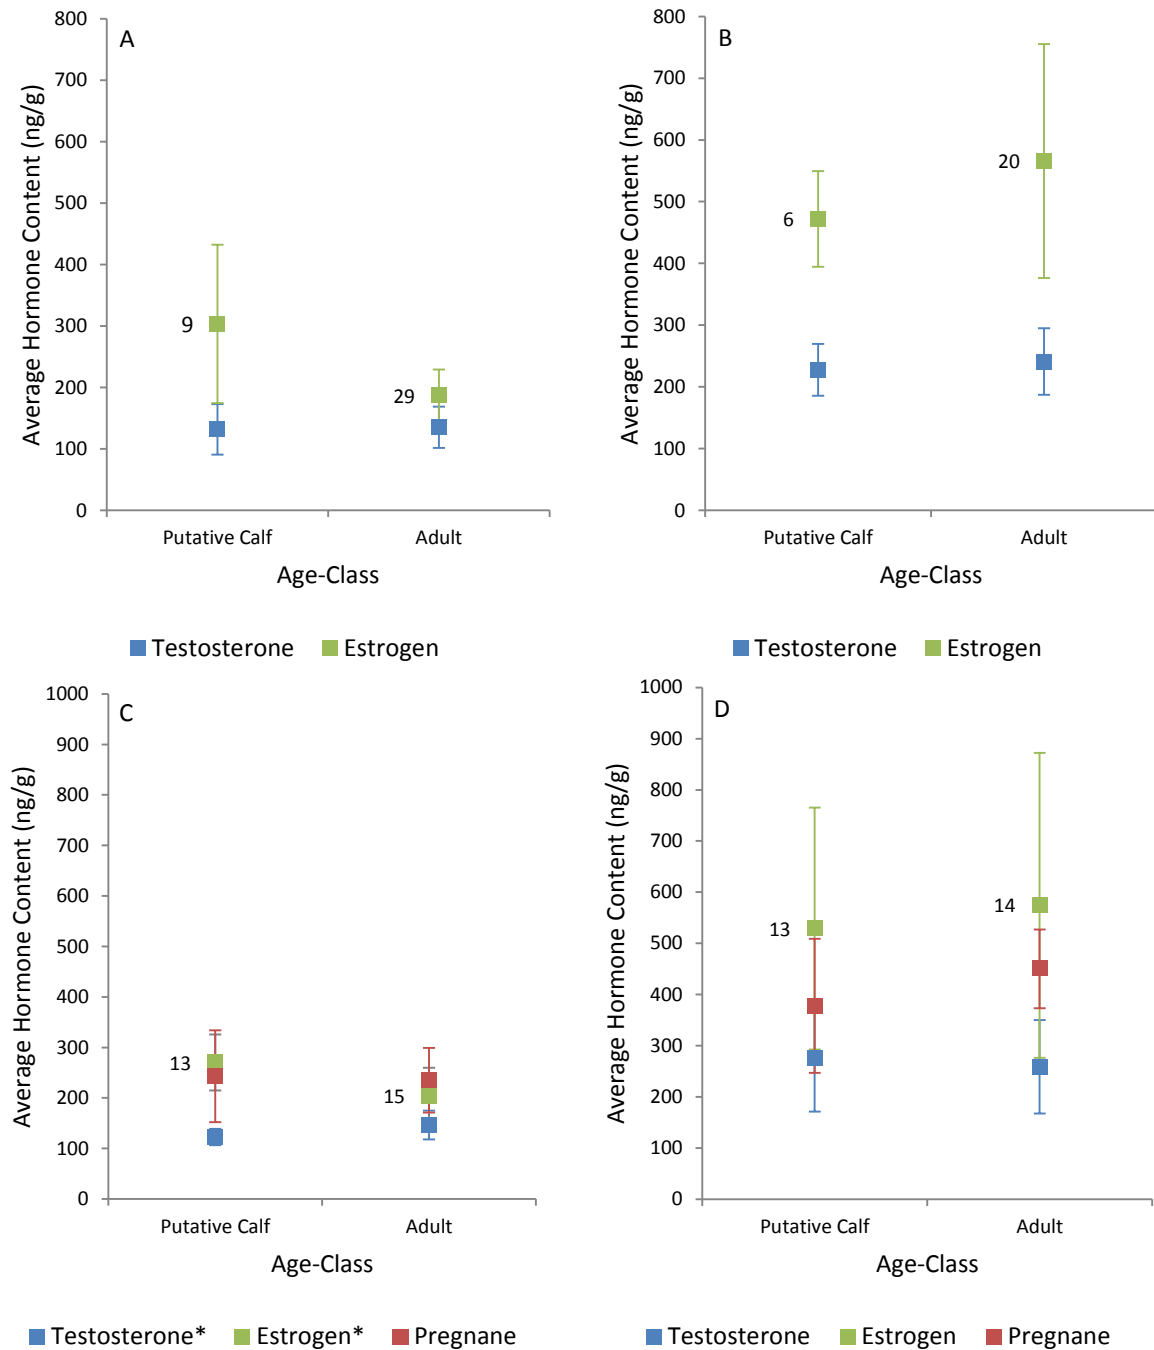 A
Average Hormone Content (ng/g)
800
700
600
500
400
300
200
100
0
9
29
Putative Calf
Adult
Age-Class
Testosterone
Estrogen
B
Average Hormone Content (ng/g)
800
700
600
500
400
300
200
100
0
6
20
Putative Calf
Adult
Age-Class
Testosterone
Estrogen
C
Average Hormone Content (ng/g)
1000
900
800
700
600
500
400
300
200
100
0
13
15
Putative Calf
Adult
Age-Class
Testosterone*
Estrogen*
Pregnane
D
Average Hormone Content (ng/g)
1000
900
800
700
600
500
400
300
200
100
0
13
14
Putative Calf
Adult
Age-Class
Testosterone
Estrogen
Pregnane